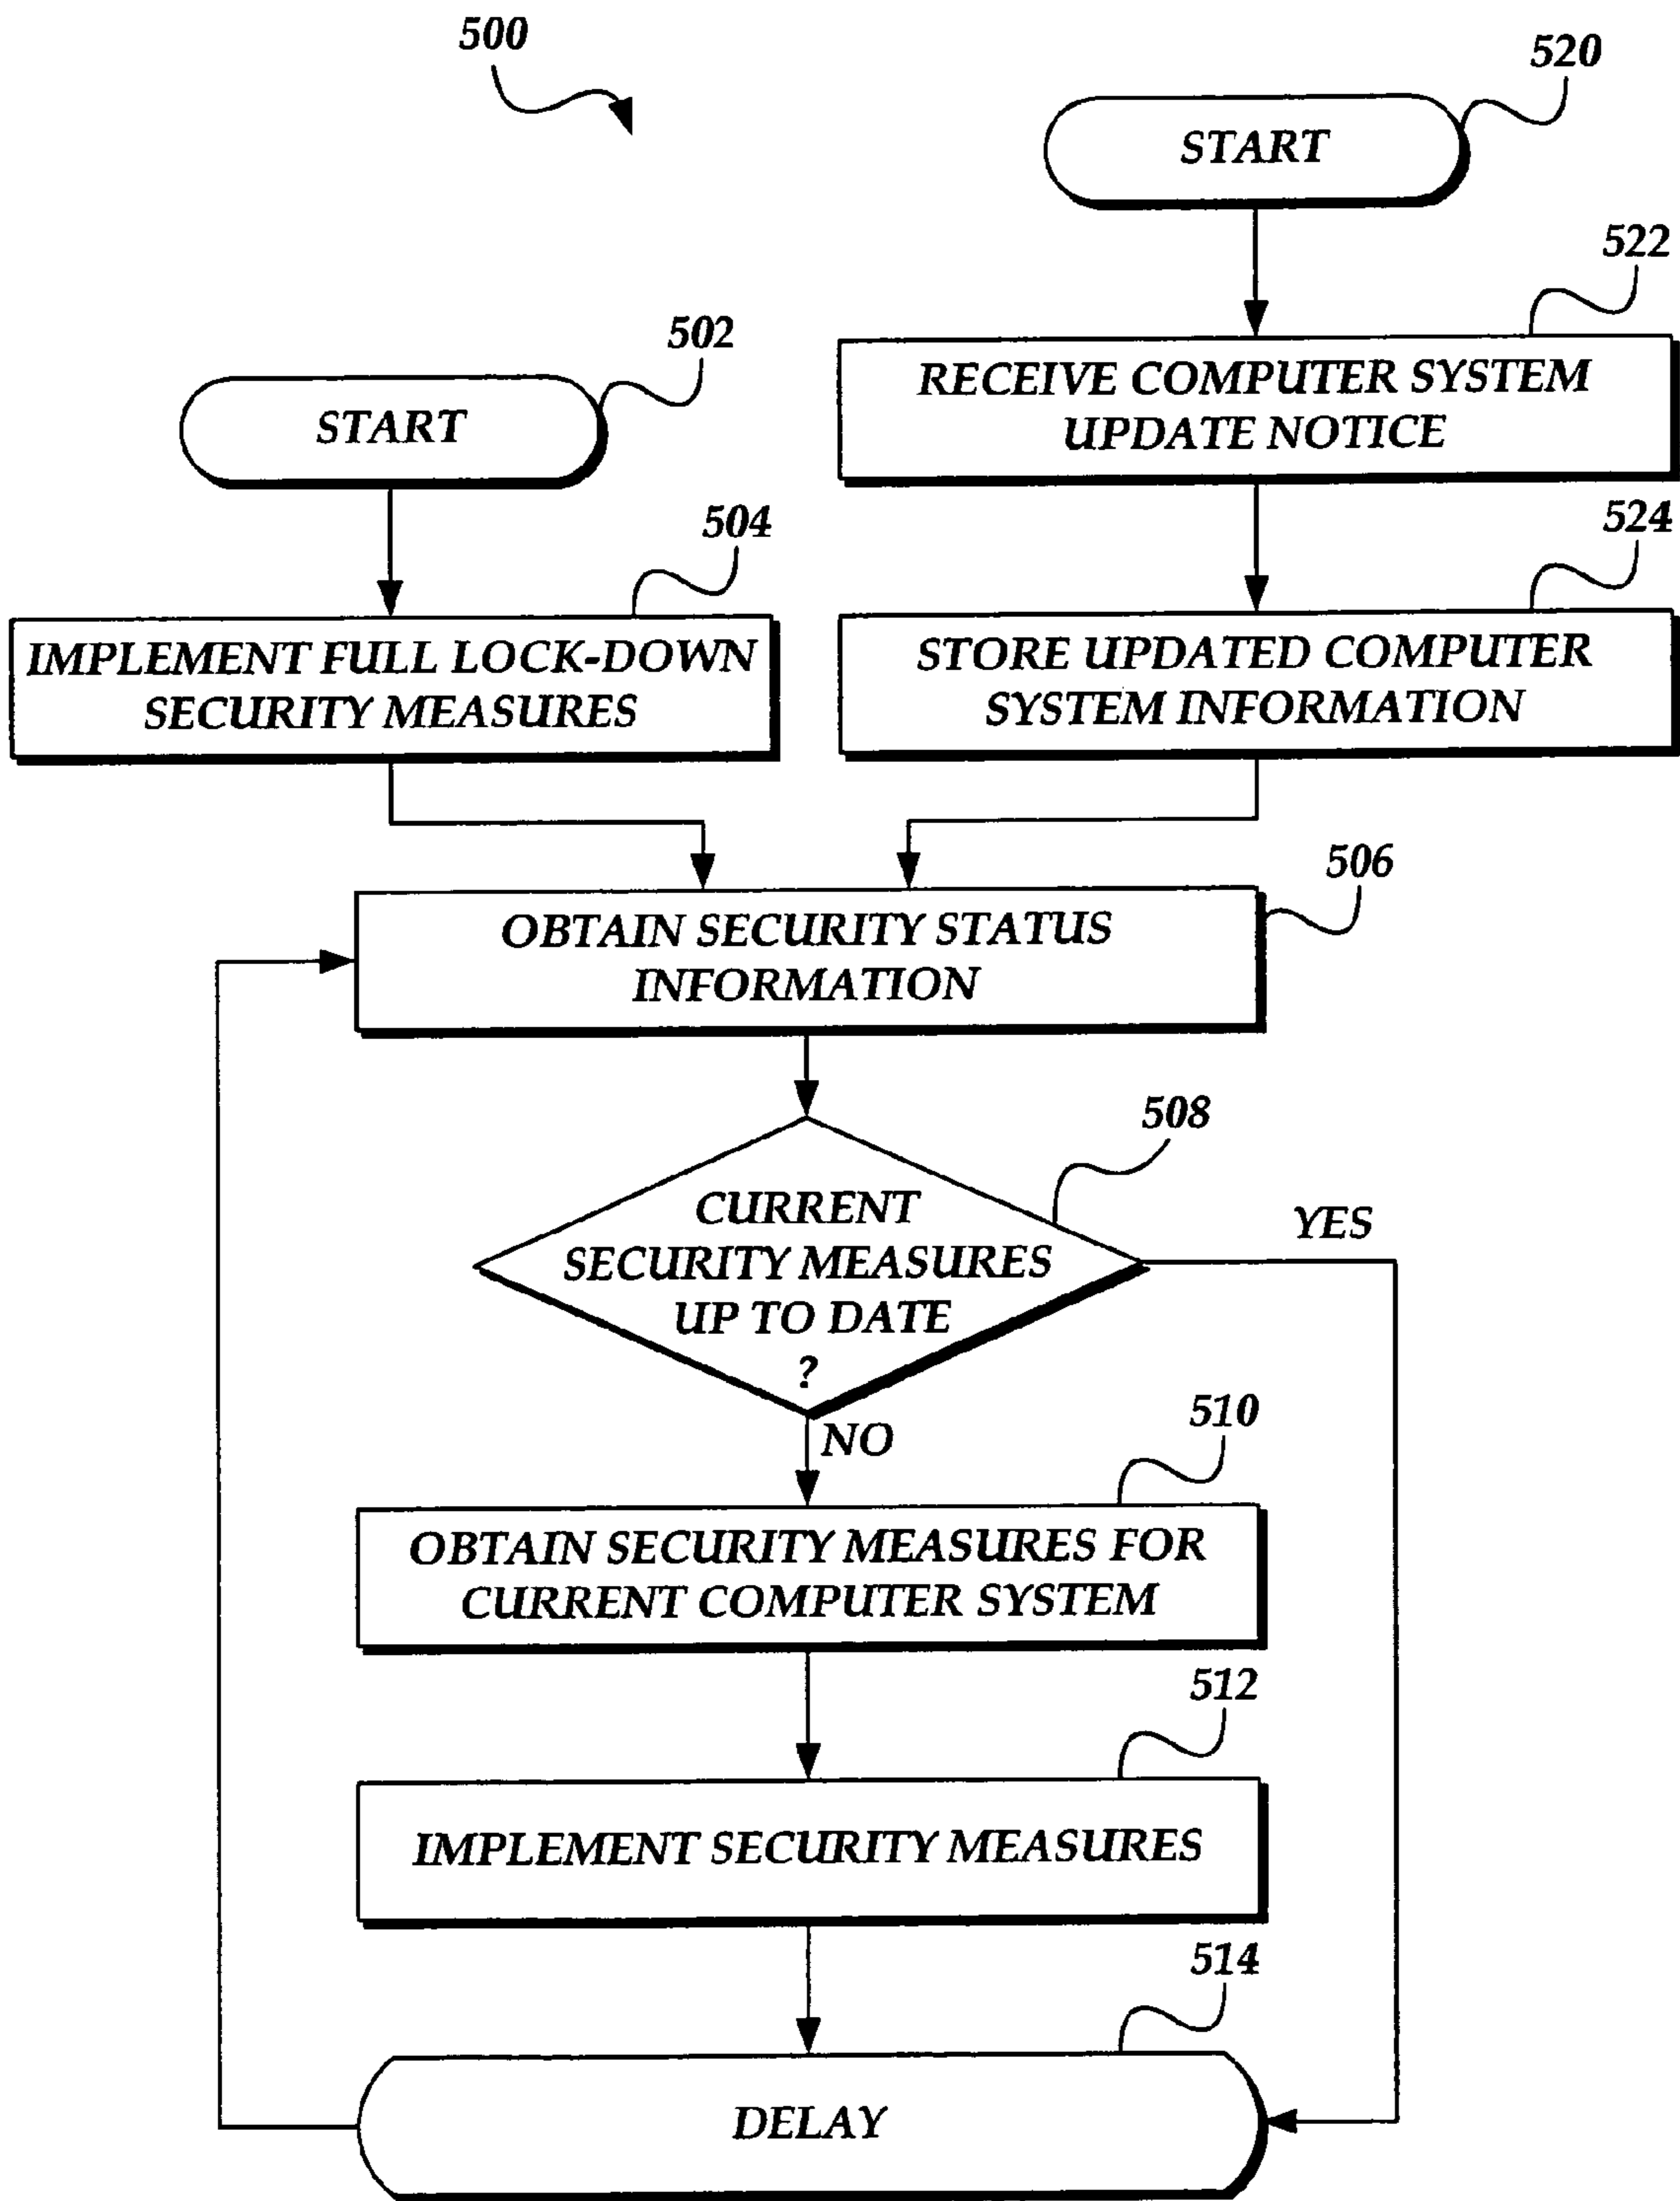 500
520
START
522
RECEIVE COMPUTER SYSTEM
UPDATE NOTICE
502
START
524
504
IMPLEMENT FULL LOCK-DOWN
SECURITY MEASURES
STORE UPDATED COMPUTER
SYSTEM INFORMATION
506
OBTAIN SECURITY STATUS
INFORMATION
508
CURRENT
SECURITY MEASURES
UP TO DATE
?
YES
NO
510
OBTAIN SECURITY MEASURES FOR
CURRENT COMPUTER SYSTEM
512
IMPLEMENT SECURITY MEASURES
514
DELAY